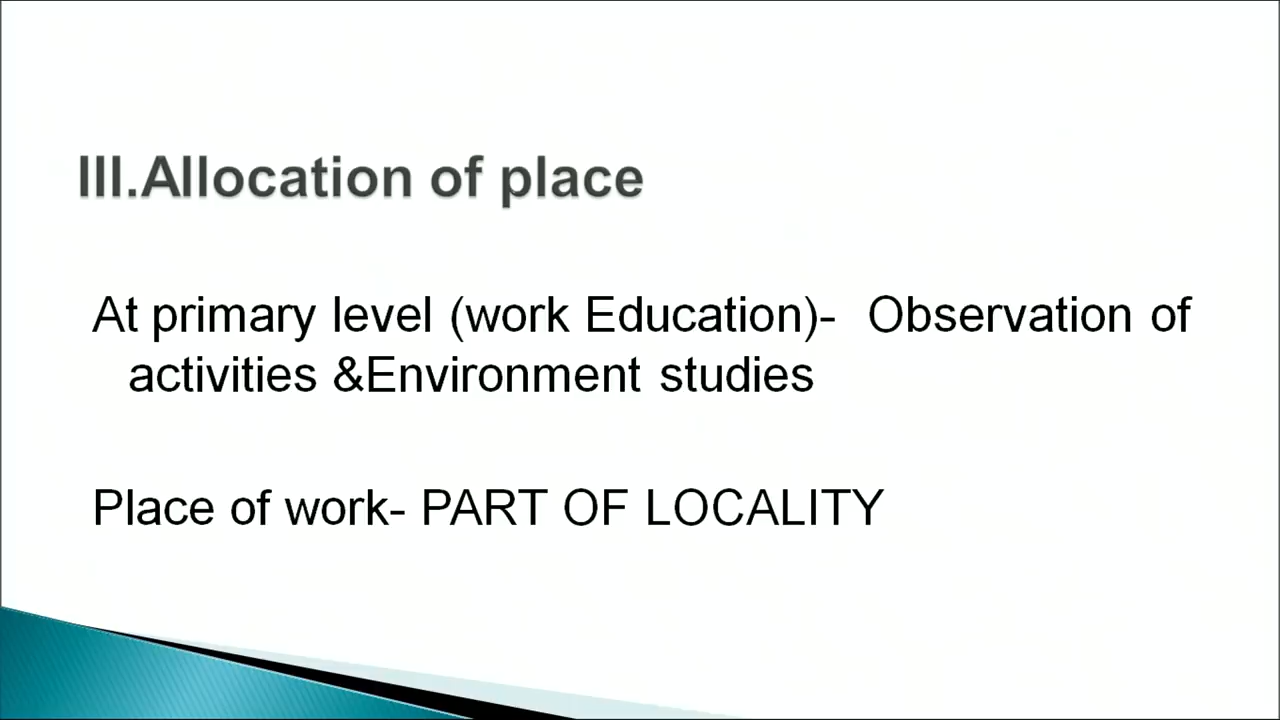 III.Allocation of place
At primary level (work Education)- Observation of
activities &Environment studies
Place of work- PART OF LOCALITY